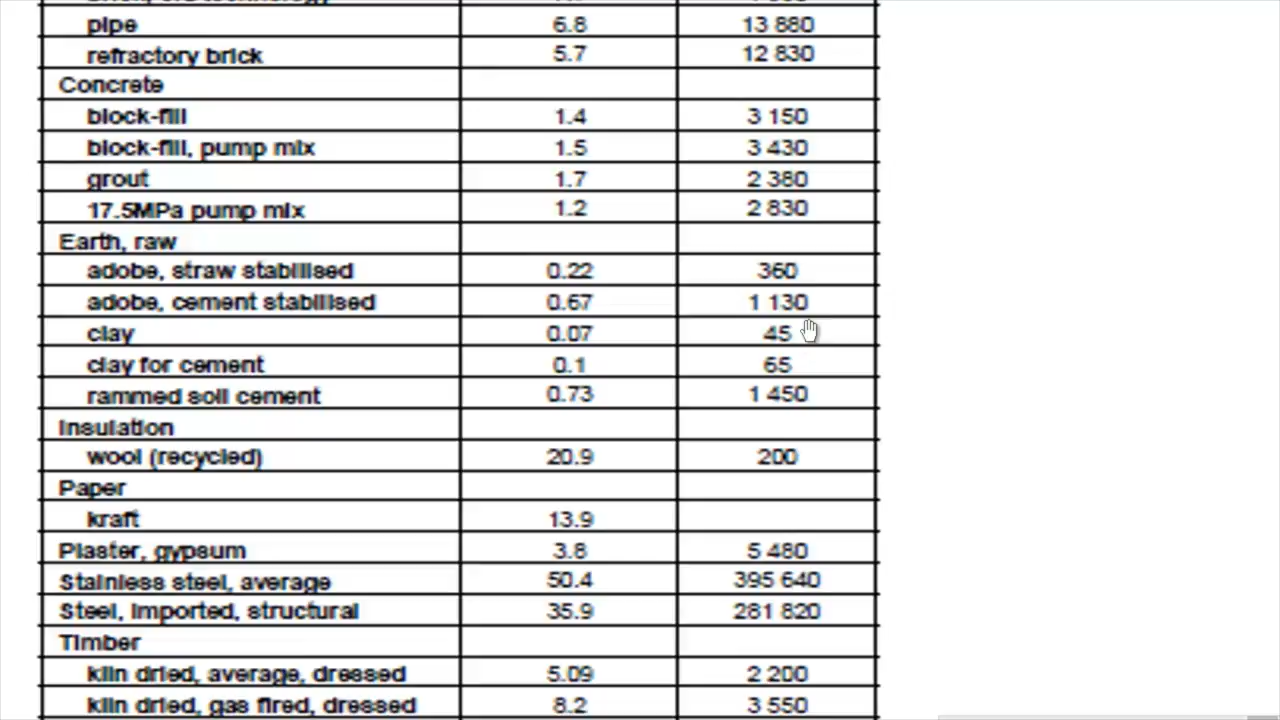 pipe 6.8 13 880
refractory brick 5.7 12 830
Concrete
block-fill 1.4 3 150
block-fill, pump mix 1.5 3 430
grout 1.7 2 380
17.5MPa pump mix 1.2 2 830
Earth, raw
adobe, straw stabilised 0.22 360
adobe, cement stabilised 0.67 1 130
clay 0.07 45
clay for cement 0.1 65
rammed soil cement 0.73 1 450
Insulation
wool (recycled) 20.9 200
Paper
kraft 13.9
Plaster, gypsum 3.8 5 480
Stainless steel, average 50.4 395 640
Steel, imported, structural 35.9 281 820
Timber
kiln dried, average, dressed 5.09 2 200
kiln dried, gas fired, dressed 8.2 3 550